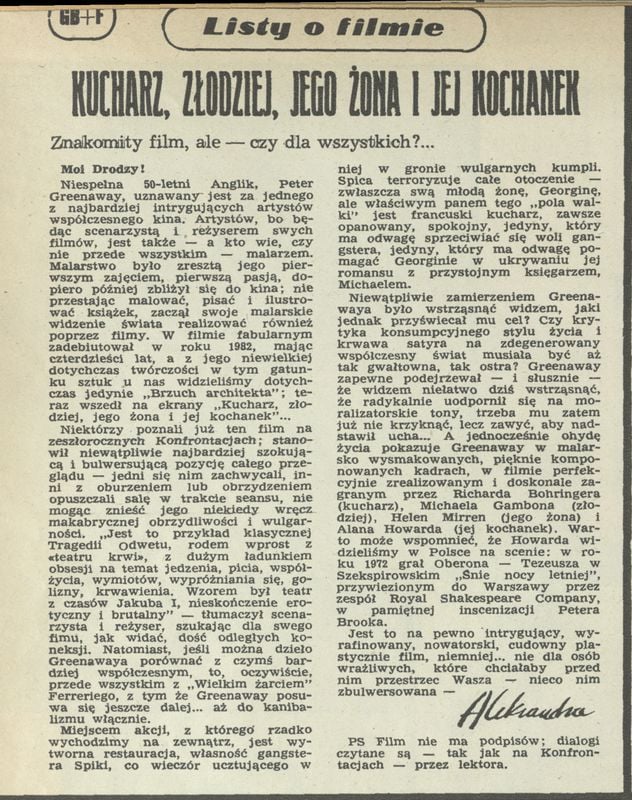 GB+F
Listy o filmie
KUCHARZ, ZŁODZIEJ, JEGO ŻONA I JEJ KOCHANEK
Znakomity film, ale — czy dla wszystkich?...
Moi Drodzy!
Niespełna 50-letni Anglik, Peter
Greenaway, uznawany jest za jednego
z najbardziej intrygujących artystów
współczesnego kina. Artystów, bo bę-
dąc scenarzystą i reżyserem swych
filmów, jest także — a kto wie, czy
nie przede wszystkim — malarzem.
Malarstwo było zresztą jego pier-
wszym zajęciem, pierwszą pasją, do-
piero później zbliżył się do kina; nie
przestając malować, pisać i ilustro-
wać książek, zaczął swoje malarskie
widzenie świata realizować również
poprzez filmy. W filmie fabularnym
zadebiutował w roku 1982, mając
czterdzieści lat, a z jego niewielkiej
dotychczas twórczości w tym gatun-
ku sztuk u nas widzieliśmy dotych-
czas jedynie „Brzuch architekta"; te-
raz wszedł na ekrany „Kucharz, zło-
dziej, jego żona i jej kochanek"...
Niektórzy poznali już ten film na
zeszłorocznych Konfrontacjach; stano-
wił niewątpliwie najbardziej szokują-
cą i bulwersującą pozycję całego prze-
glądu — jedni się nim zachwycali, in-
ni z oburzeniem lub obrzydzeniem
opuszczali salę w trakcie seansu, nie
mogąc znieść jego niekiedy wręcz
makabrycznej obrzydliwości i wulgar-
ności. „Jest to przykład klasycznej
Tragedii odwetu, rodem wprost z
«teatru krwi», z dużym ładunkiem
obsesji na temat jedzenia, picia, współ-
życia, wymiotów, wypróżniania się, go-
lizny, krwawienia. Wzorem był teatr
z czasów Jakuba I, nieskończenie ero-
tyczny i brutalny" — tłumaczył scena-
rzysta i reżyser, szukając dla swego
fimu, jak widać, dość odległych ko-
neksji. Natomiast, jeśli można dzieło
Greenawaya porównać z czymś bar-
dziej współczesnym, to, oczywiście,
przede wszystkim z „Wielkim żarciem"
Ferreriego, z tym że Greenaway posu-
wa się jeszcze dalej... aż do kaniba-
lizmu włącznie.
Miejscem akcji, z którego rzadko
wychodzimy na zewnątrz, jest wy-
tworna restauracja, własność gangste-
ra Spiki, co wieczór ucztującego w
niej w gronie wulgarnych kumpli.
Spica terroryzuje całe otoczenie —
zwłaszcza swą młodą żonę, Georginę,
ale właściwym panem tego „pola wal-
ki" jest francuski kucharz, zawsze
opanowany, spokojny, jedyny, który
ma odwagę sprzeciwiać się woli gan-
gstera, jedyny, który ma odwagę po-
magać Georginie w ukrywaniu jej
romansu z przystojnym księgarzem,
Michaelem.
Niewątpliwie zamierzeniem Greena-
waya było wstrząsnąć widzem, jaki
jednak przyświecał mu cel? Czy kry-
tyka konsumpcyjnego stylu życia i
krwawa satyra na zdegenerowany
współczesny świat musiała być aż
tak gwałtowna, tak ostra? Greenaway
zapewne podejrzewał — i słusznie —
że widzem niełatwo dziś wstrząsnąć,
że radykalnie uodpornił się na mo-
ralizatorskie tony, trzeba mu zatem
już nie krzyknąć, lecz zawyć, aby nad-
stawił ucha... A jednocześnie ohydę
życia pokazuje Greenaway w malar-
sko wysmakowanych, pięknie kompo-
nowanych kadrach, w filmie perfek-
cyjnie zrealizowanym i doskonale za-
granym przez Richarda Bohringera
(kucharz), Michaela Gambona (zło-
dziej), Helen Mirren (jego żona) i
Alana Howarda (jej kochanek). War-
to może wspomnieć, że Howarda wi-
dzieliśmy w Polsce na scenie: w ro-
ku 1972 grał Oberona — Tezeusza w
Szekspirowskim „Śnie nocy letniej",
przywiezionym do Warszawy przez
zespół Royal Shakespeare Company,
w pamiętnej inscenizacji Petera
Brooka.
Jest to na pewno intrygujący, wy-
rafinowany, nowatorski, cudowny pla-
stycznie film, niemniej... nie dla osób
wrażliwych, które chciałaby przed
nim przestrzec Wasza — nieco nim
zbulwersowana —
Aleksandra
PS Film nie ma podpisów; dialogi
czytane są — tak jak na Konfron-
tacjach — przez lektora.